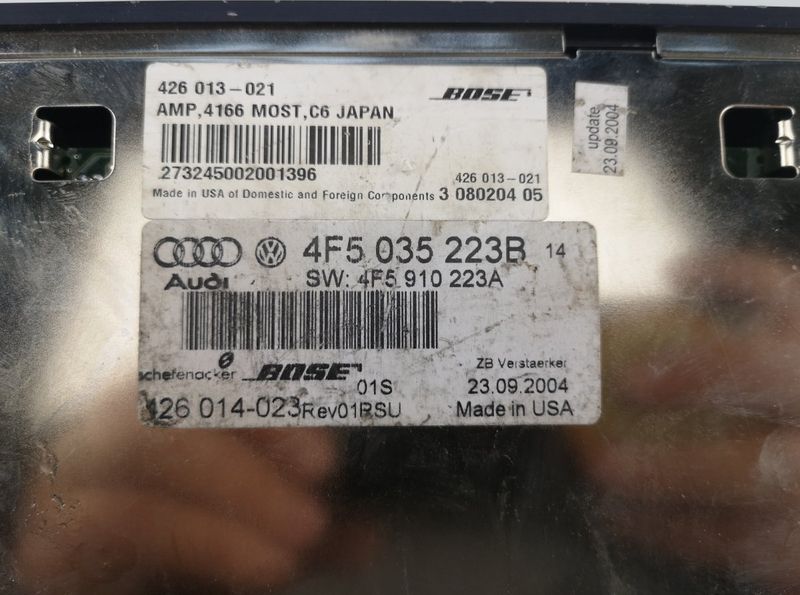 426 013-021
BOSE
AMP,4166 MOST,C6 JAPAN
273245002001396
426 013-021
Made in USA of Domestic and Foreign Components
3 080204 05
update
23.09.2004
4F5 035 223B 14
Audi
SW: 4F5 910 223A
schefenacker
BOSE
ZB Verstaerker
01S
23.09.2004
426 014-023 Rev01RSU
Made in USA